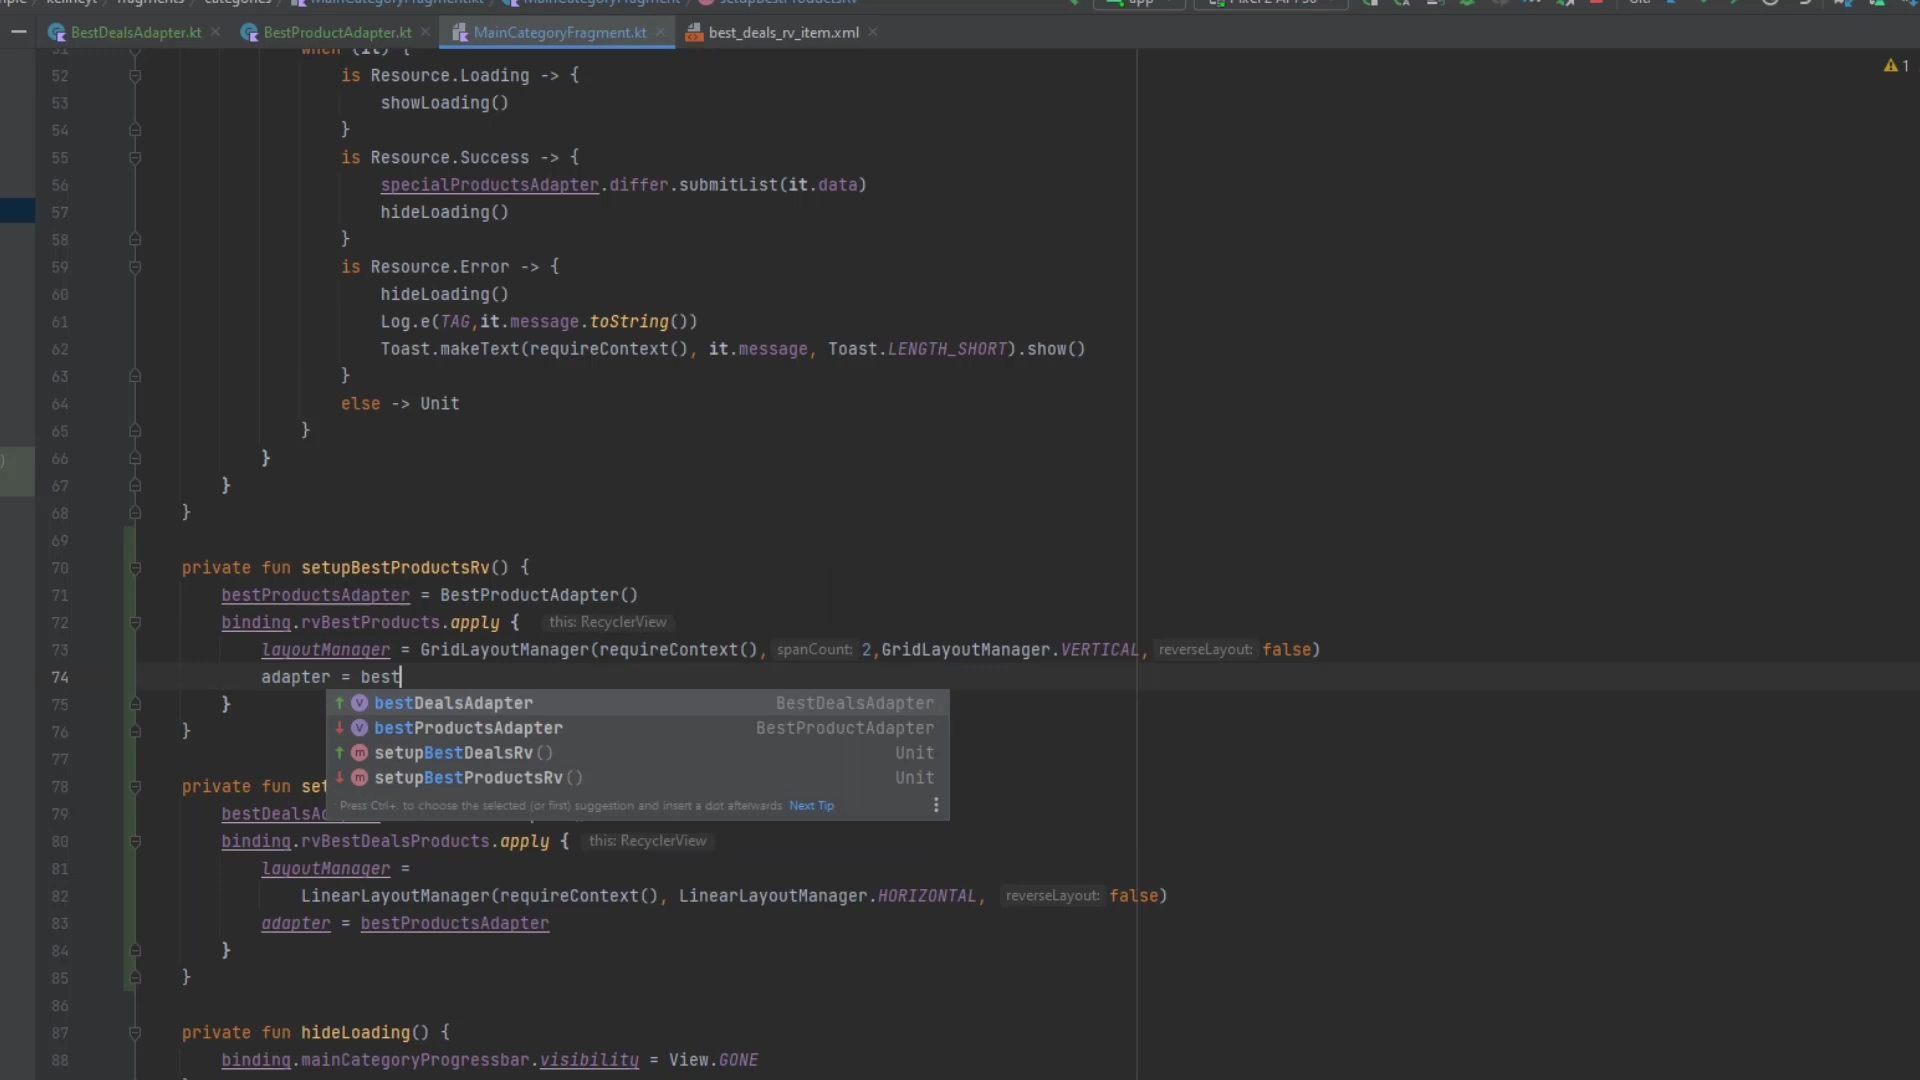 BestDealsAdapter.kt
BestProductAdapter.kt
MainCategoryFragment.kt
best_deals_rv_item.xml
1
when (it) {
52 is Resource.Loading -> {
53 showLoading()
54 }
55 is Resource.Success -> {
56 specialProductsAdapter.differ.submitList(it.data)
57 hideLoading()
58 }
59 is Resource.Error -> {
60 hideLoading()
61 Log.e(TAG,it.message.toString())
62 Toast.makeText(requireContext(), it.message, Toast.LENGTH_SHORT).show()
63 }
64 else -> Unit
65 }
66 }
67 }
68 }
69
70 private fun setupBestProductsRv() {
71 bestProductsAdapter = BestProductAdapter()
72 binding.rvBestProducts.apply { this: RecyclerView
73 layoutManager = GridLayoutManager(requireContext(), spanCount: 2,GridLayoutManager.VERTICAL, reverseLayout: false)
74 adapter = best
75 }
bestDealsAdapter BestDealsAdapter
76 }
bestProductsAdapter BestProductAdapter
setupBestDealsRv() Unit
77
setupBestProductsRv() Unit
78 private fun set
Press Ctrl+. to choose the selected (or first) suggestion and insert a dot afterwards Next Tip
79 bestDealsAd
80 binding.rvBestDealsProducts.apply { this: RecyclerView
81 layoutManager =
82 LinearLayoutManager(requireContext(), LinearLayoutManager.HORIZONTAL, reverseLayout: false)
83 adapter = bestProductsAdapter
84 }
85 }
86
87 private fun hideLoading() {
88 binding.mainCategoryProgressbar.visibility = View.GONE